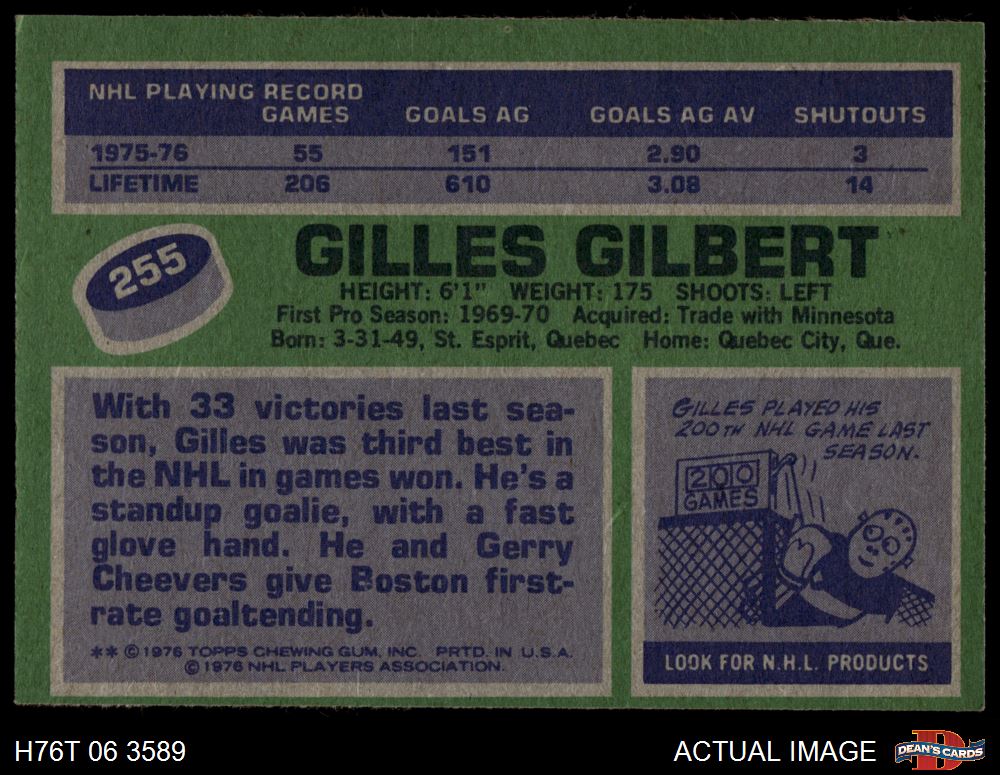 NHL PLAYING RECORD
GAMES GOALS AG GOALS AG AV SHUTOUTS
1975-76 55 151 2.90 3
LIFETIME 206 610 3.08 14
255
GILLES GILBERT
HEIGHT: 6'1" WEIGHT: 175 SHOOTS: LEFT
First Pro Season: 1969-70 Acquired: Trade with Minnesota
Born: 3-31-49, St. Esprit, Quebec Home: Quebec City, Que.
With 33 victories last sea-
son, Gilles was third best in
the NHL in games won. He's a
standup goalie, with a fast
glove hand. He and Gerry
Cheevers give Boston first-
rate goaltending.
** © 1976 TOPPS CHEWING GUM, INC. PRTD. IN U.S.A.
© 1976 NHL PLAYERS ASSOCIATION.
GILLES PLAYED HIS
200TH NHL GAME LAST
SEASON.
200
GAMES
LOOK FOR N.H.L. PRODUCTS
H76T 06 3589
ACTUAL IMAGE
DEAN'S CARDS